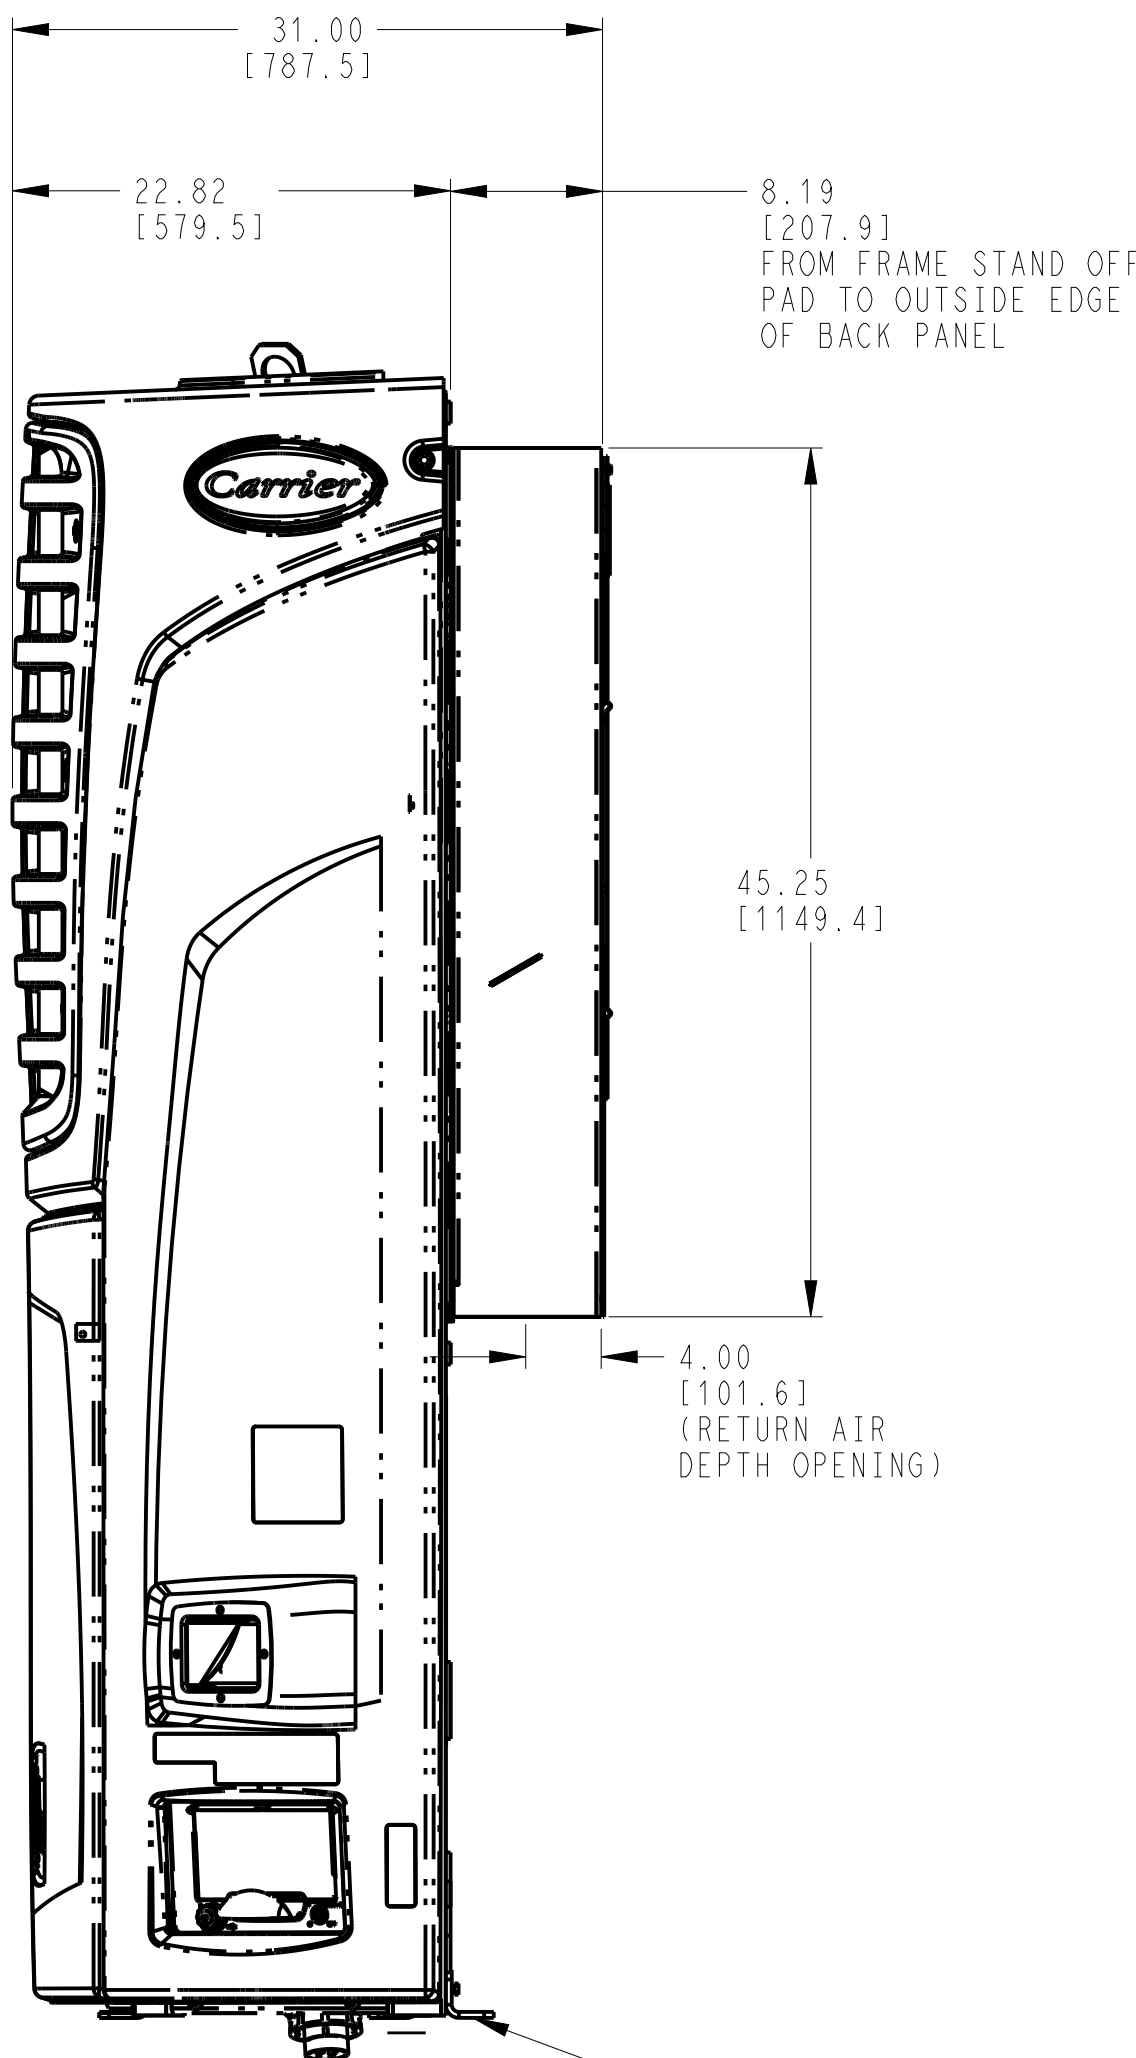 31.00
[787.5]
22.82
[579.5]
8.19
[207.9]
FROM FRAME STAND OFF
PAD TO OUTSIDE EDGE
OF BACK PANEL
Carrier
45.25
[1149.4]
4.00
[101.6]
(RETURN AIR
DEPTH OPENING)